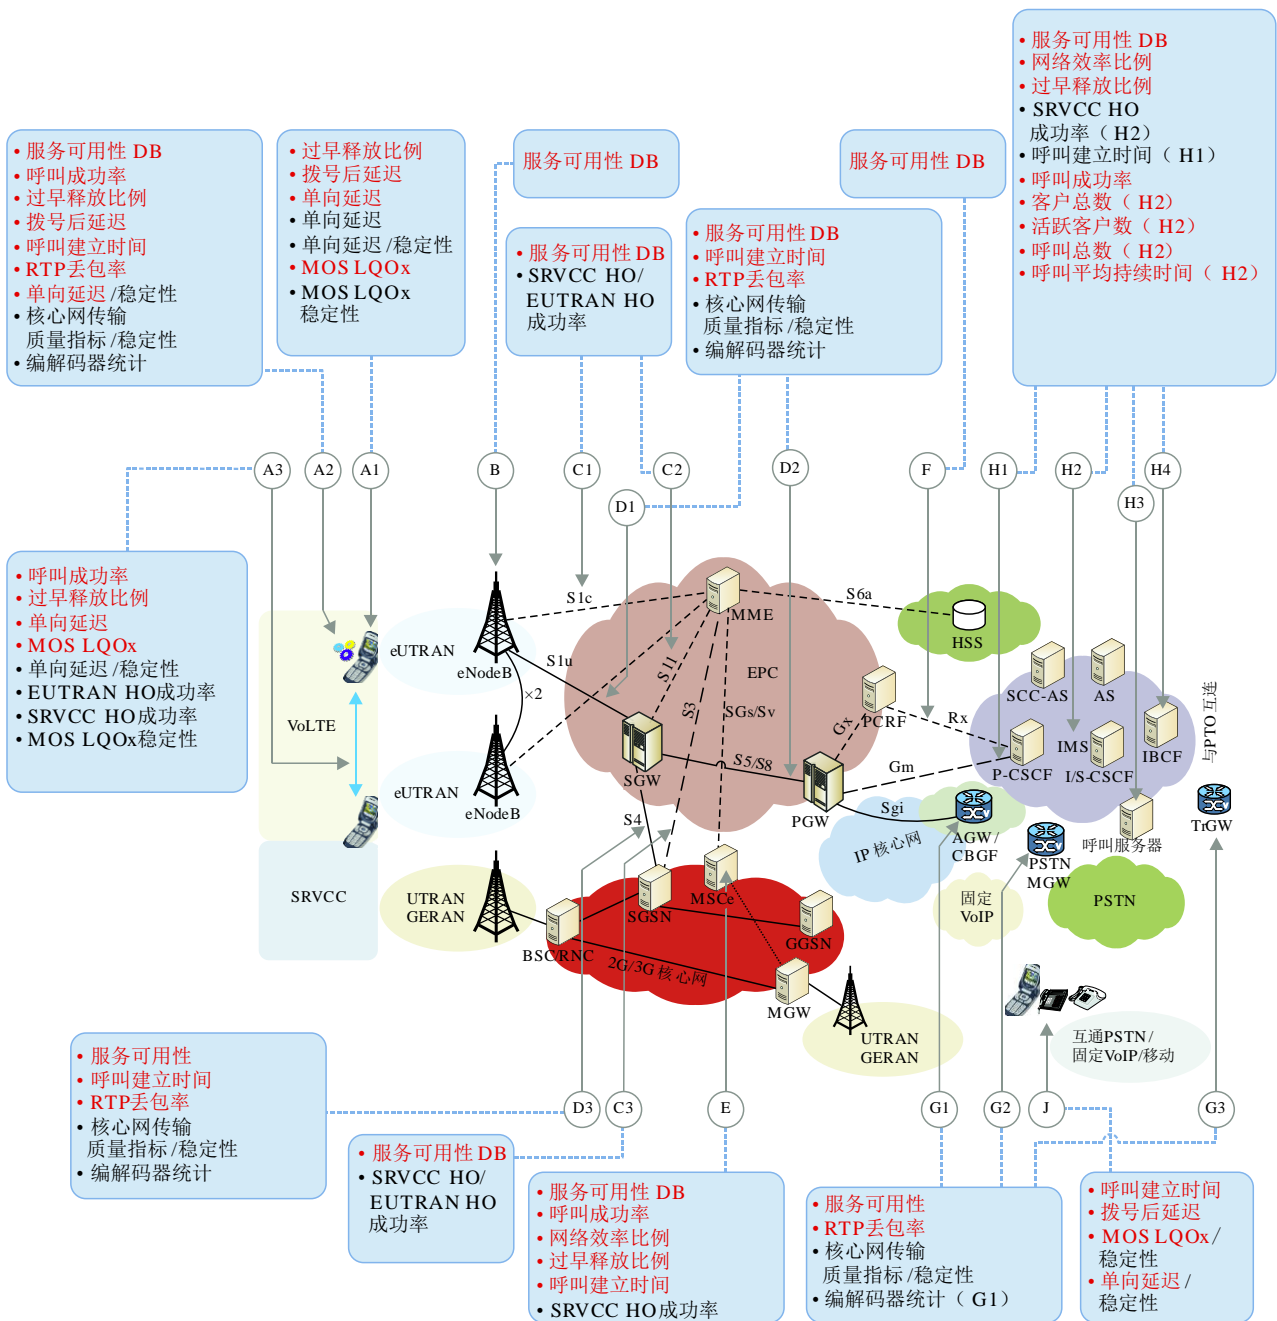 • 服务可用性 DB
• 网络效率比例
• 过早释放比例
• SRVCC HO
成功率（H2）
• 呼叫建立时间（H1）
• 呼叫成功率
• 客户总数（H2）
• 活跃客户数（H2）
• 呼叫总数（H2）
• 呼叫平均持续时间（H2）
• 服务可用性 DB
• 呼叫成功率
• 过早释放比例
• 拨号后延迟
• 呼叫建立时间
• RTP丢包率
• 单向延迟/稳定性
• 核心网传输
质量指标/稳定性
• 编解码器统计
• 过早释放比例
• 拨号后延迟
• 单向延迟
• 单向延迟
• 单向延迟/稳定性
• MOS LQOx
• MOS LQOx
稳定性
服务可用性 DB
• 服务可用性 DB
• SRVCC HO/
EUTRAN HO
成功率
• 服务可用性 DB
• 呼叫建立时间
• RTP丢包率
• 核心网传输
质量指标/稳定性
• 编解码器统计
服务可用性 DB
A3
A2
A1
B
C1
C2
D1
D2
F
H1
H2
H3
H4
• 呼叫成功率
• 过早释放比例
• 单向延迟
• MOS LQOx
• 单向延迟/稳定性
• EUTRAN HO成功率
• SRVCC HO成功率
• MOS LQOx稳定性
VoLTE
SRVCC
eUTRAN
eNodeB
×2
eUTRAN
eNodeB
UTRAN
GERAN
S1c
S1u
MME
S11
S3
SGs/Sv
EPC
S6a
HSS
SGW
S5/S8
PGW
Gx
PCRF
Rx
Gm
Sgi
S4
SCC-AS
AS
IMS
P-CSCF
I/S-CSCF
IBCF
与PTO互连
TrGW
呼叫服务器
IP 核心网
AGW/
CBGF
PSTN
MGW
固定
VoIP
PSTN
SGSN
MSCe
GGSN
BSC/RNC
2G/3G 核心网
MGW
UTRAN
GERAN
互通PSTN/
固定VoIP/移动
D3
C3
E
G1
G2
J
G3
• 服务可用性
• 呼叫建立时间
• RTP丢包率
• 核心网传输
质量指标/稳定性
• 编解码器统计
• 服务可用性 DB
• SRVCC HO/
EUTRAN HO
成功率
• 服务可用性 DB
• 呼叫成功率
• 网络效率比例
• 过早释放比例
• 呼叫建立时间
• SRVCC HO成功率
• 服务可用性
• RTP丢包率
• 核心网传输
质量指标/稳定性
• 编解码器统计（G1）
• 呼叫建立时间
• 拨号后延迟
• MOS LQOx/
稳定性
• 单向延迟/
稳定性